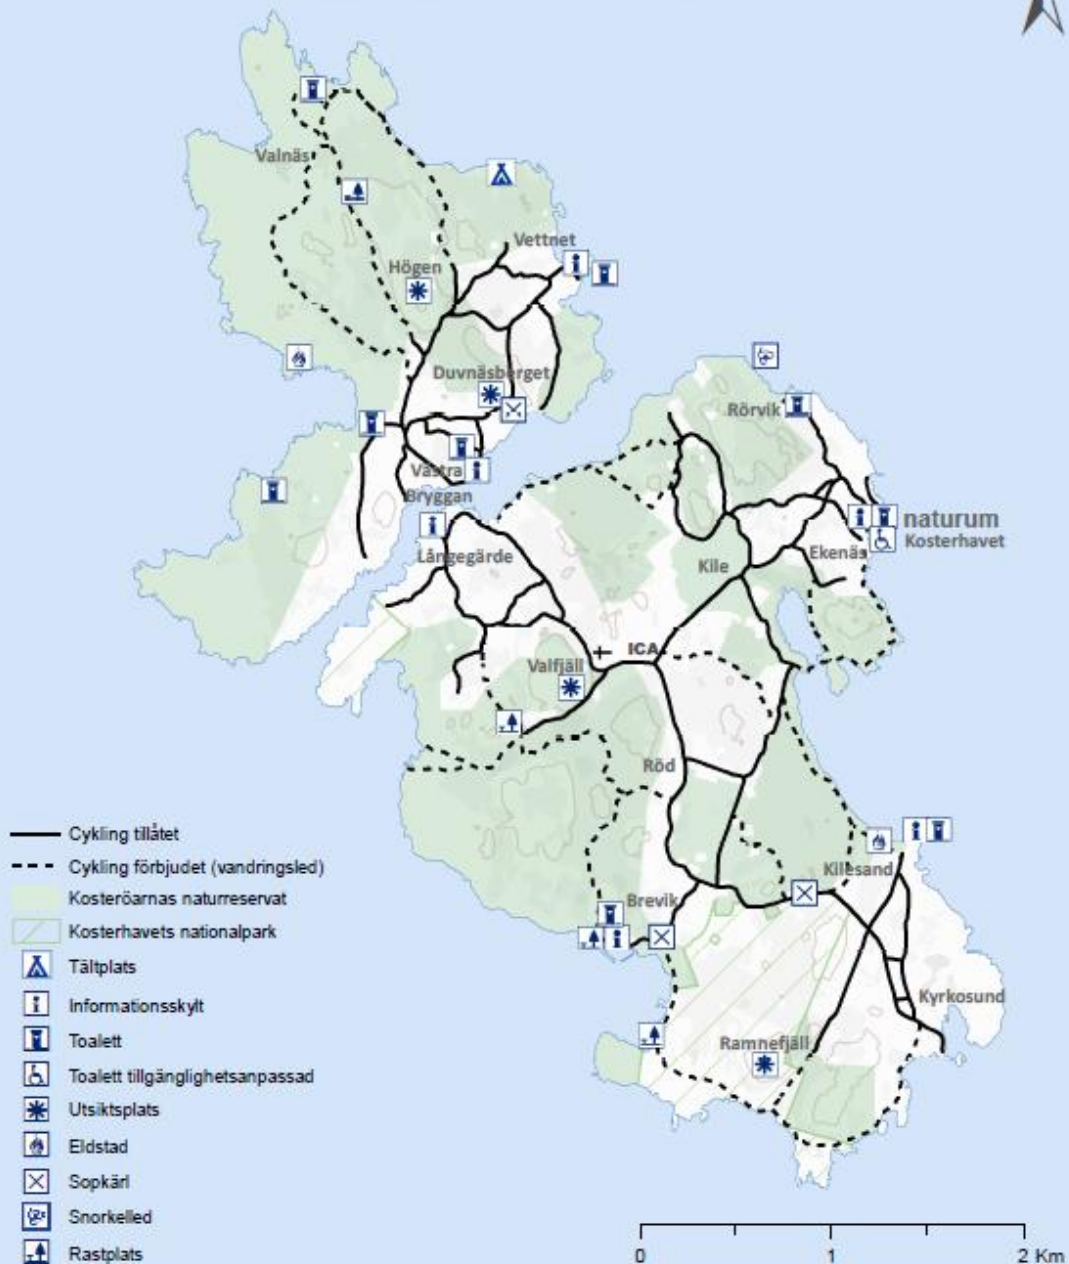 Valnäs
Vettnet
Högen
Duvnäsberget
Rörvik
Västra
Bryggan
naturum
Kosterhavet
Långegärde
Ekenäs
Kile
ICA
Valfjäll
Röd
Kilesand
Brevik
Kyrkosund
Ramnefjäll
Cykling tillåtet
Cykling förbjudet (vandringsled)
Kosteröarnas naturreservat
Kosterhavets nationalpark
Tältplats
Informationsskylt
Toalett
Toalett tillgänglighetsanpassad
Utsiktsplats
Eldstad
Sopkärl
Snorkelled
Rastplats
0 1 2 Km